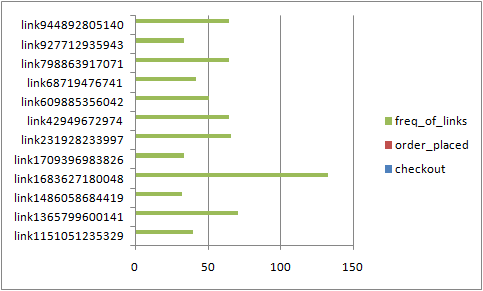 link944892805140
link927712935943
link798863917071
link68719476741
link609885356042
link42949672974
link231928233997
link1709396983826
link1683627180048
link1486058684419
link1365799600141
link1151051235329
0 50 100 150
freq_of_links
order_placed
checkout